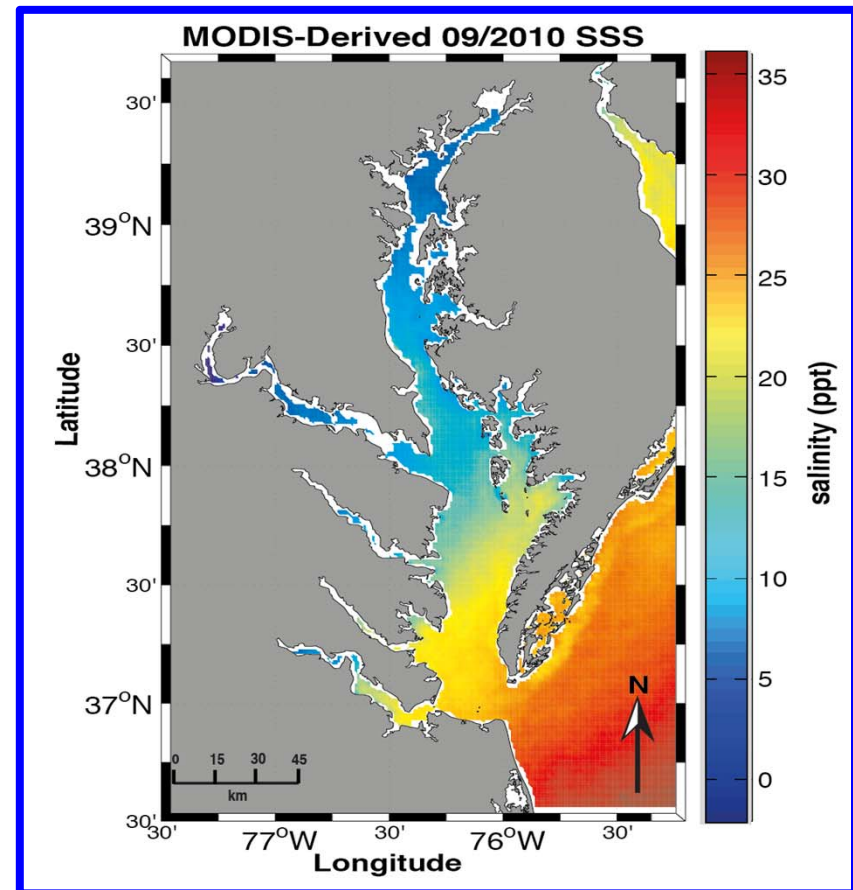 MODIS-Derived 09/2010 SSS
30'
39°N
30'
38°N
30'
37°N
30'
Latitude
30'
77°W
30'
76°W
30'
Longitude
0 15 30 45
km
N
35
30
25
20
15
10
5
0
salinity (ppt)